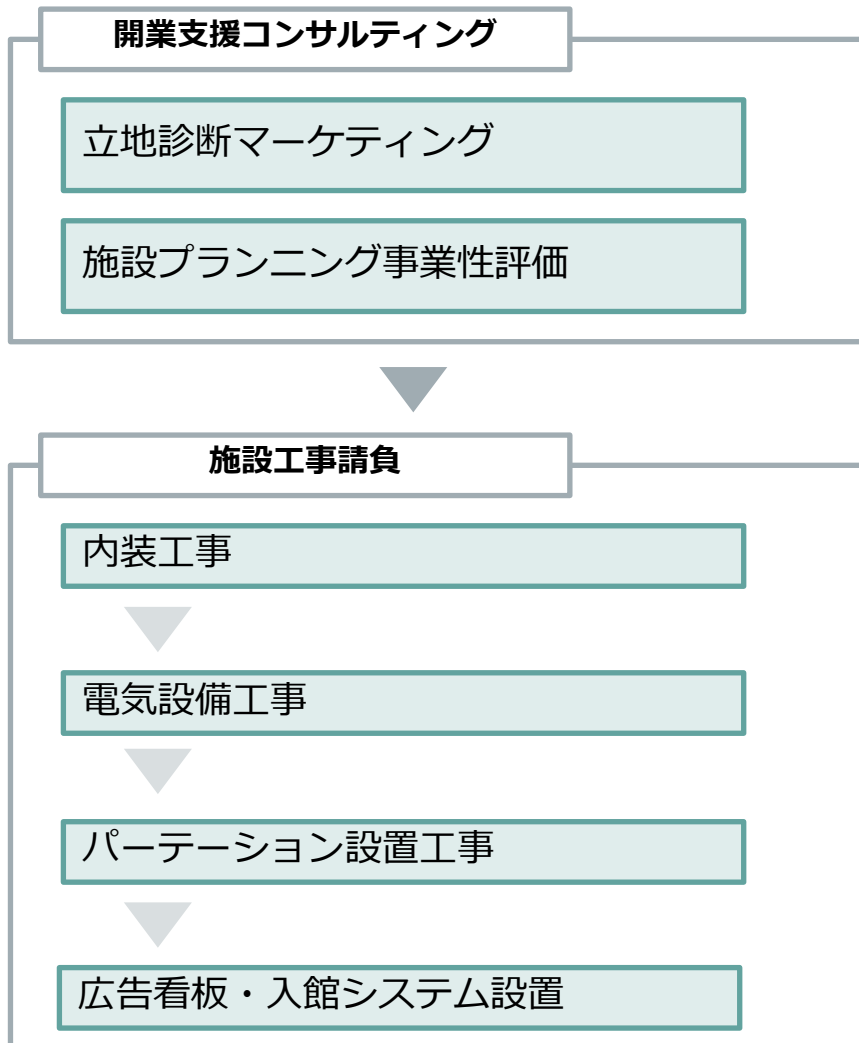 開業支援コンサルティング
立地診断マーケティング
施設プランニング事業性評価
施設工事請負
内装工事
電気設備工事
パーテーション設置工事
広告看板・入館システム設置